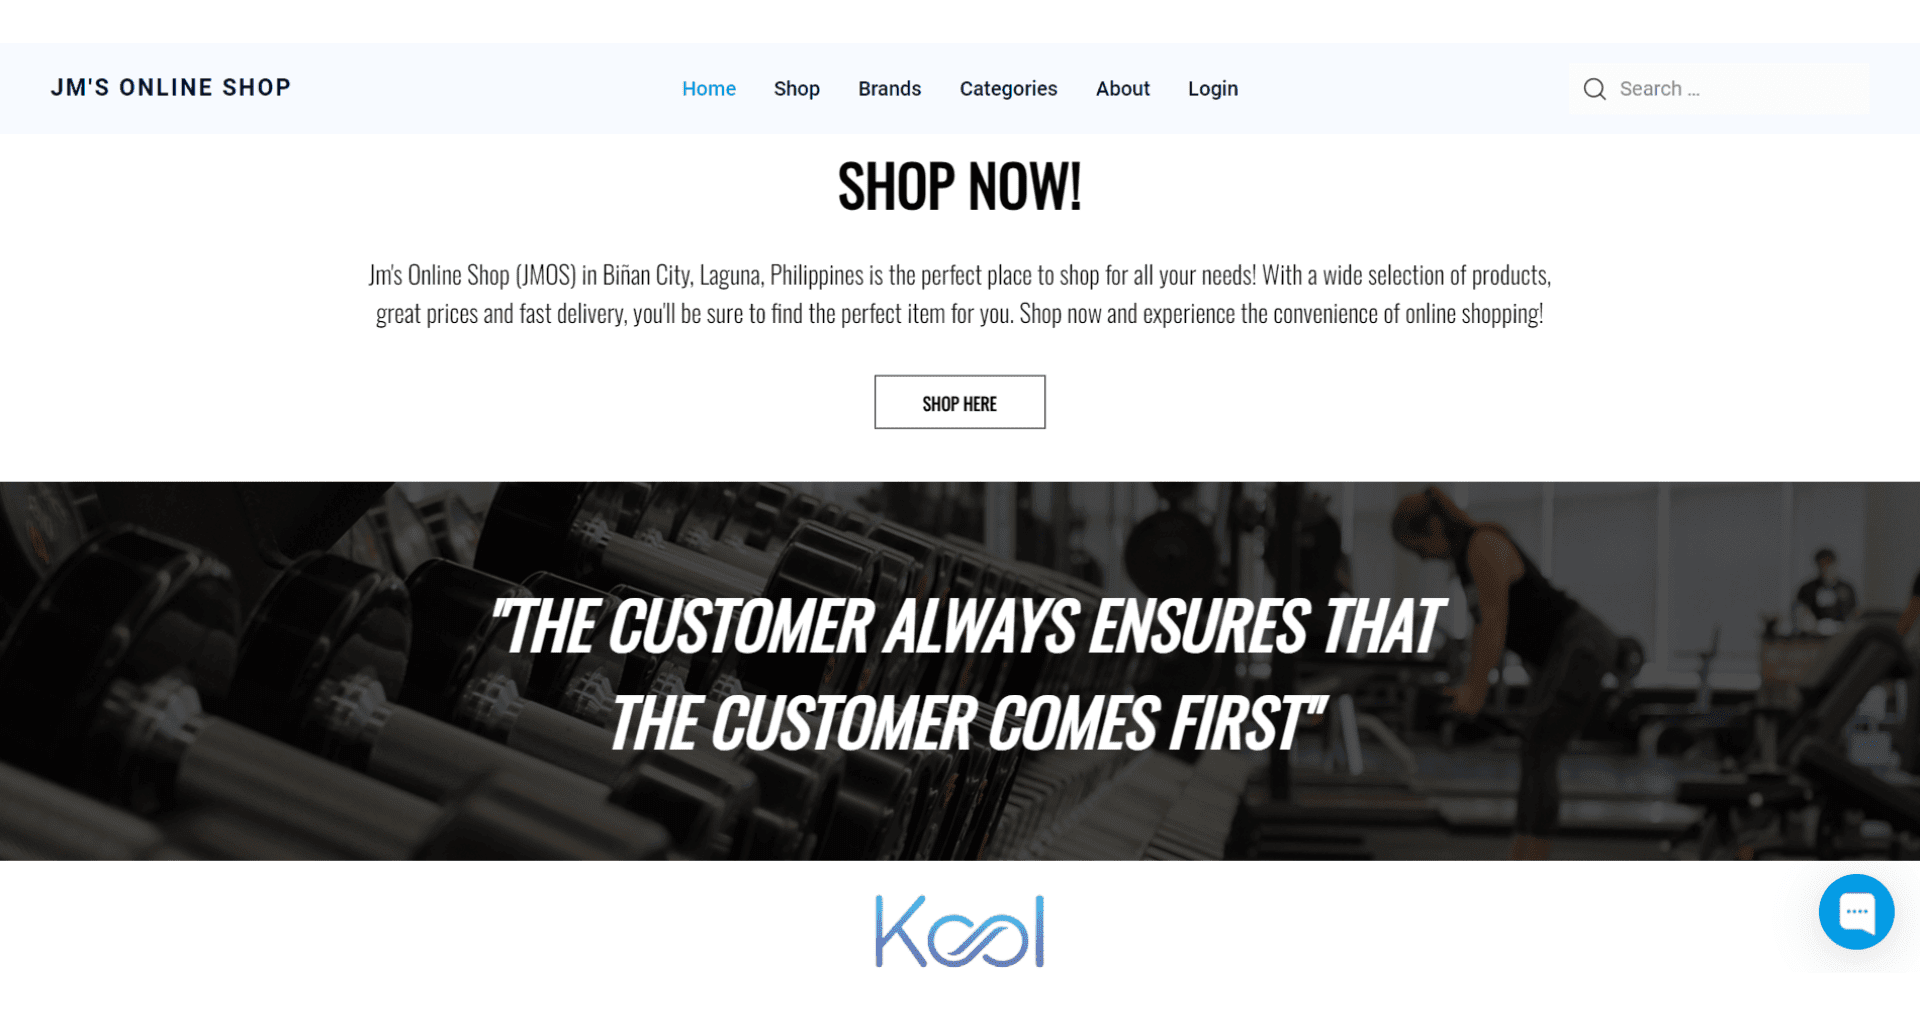 JM'S ONLINE SHOP
Home Shop Brands Categories About Login
Search ...
SHOP NOW!
Jm's Online Shop (JMOS) in Biñan City, Laguna, Philippines is the perfect place to shop for all your needs! With a wide selection of products,
great prices and fast delivery, you'll be sure to find the perfect item for you. Shop now and experience the convenience of online shopping!
SHOP HERE
"THE CUSTOMER ALWAYS ENSURES THAT
THE CUSTOMER COMES FIRST"
Kool